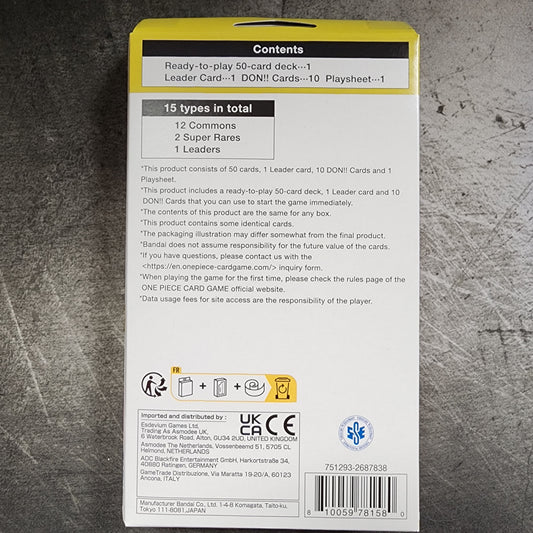 Contents
Ready-to-play 50-card deck···1
Leader Card···1 DON!! Cards···10 Playsheet···1
15 types in total
12 Commons
2 Super Rares
1 Leaders
*This product consists of 50 cards, 1 Leader card, 10 DON!! Cards and 1
Playsheet.
*This product includes a ready-to-play 50-card deck, 1 Leader card and 10
DON!! Cards that you can use to start the game immediately.
*The contents of this product are the same for any box.
*This product contains some identical cards.
*The packaging illustration may differ somewhat from the final product.
*Bandai does not assume responsibility for the future value of the cards.
*If you have questions, please contact us with the
<https://en.onepiece-cardgame.com/> inquiry form.
*When playing the game for the first time, please check the rules page of the
ONE PIECE CARD GAME official website.
*Data usage fees for site access are the responsibility of the player.
FR
+ + 
Imported and distributed by :
Esdevium Games Ltd,
Trading As Asmodee UK,
6 Waterbrook Road, Alton, GU34 2UD, UNITED KINGDOM
Asmodee The Netherlands, Vossenbeemd 51, 5705 CL
Helmond, NETHERLANDS
ADC Blackfire Entertainment GmbH, Harkortstraße 34,
40880 Ratingen, GERMANY
GameTrade Distribuzione, Via Maratta 19-20/A, 60123
Ancona, ITALY
UK
CA CE
751293-2687838
8 10059 78158 0
Manufacturer Bandai Co., Ltd. 1-4-8 Komagata, Taito-ku,
Tokyo 111-8081,JAPAN